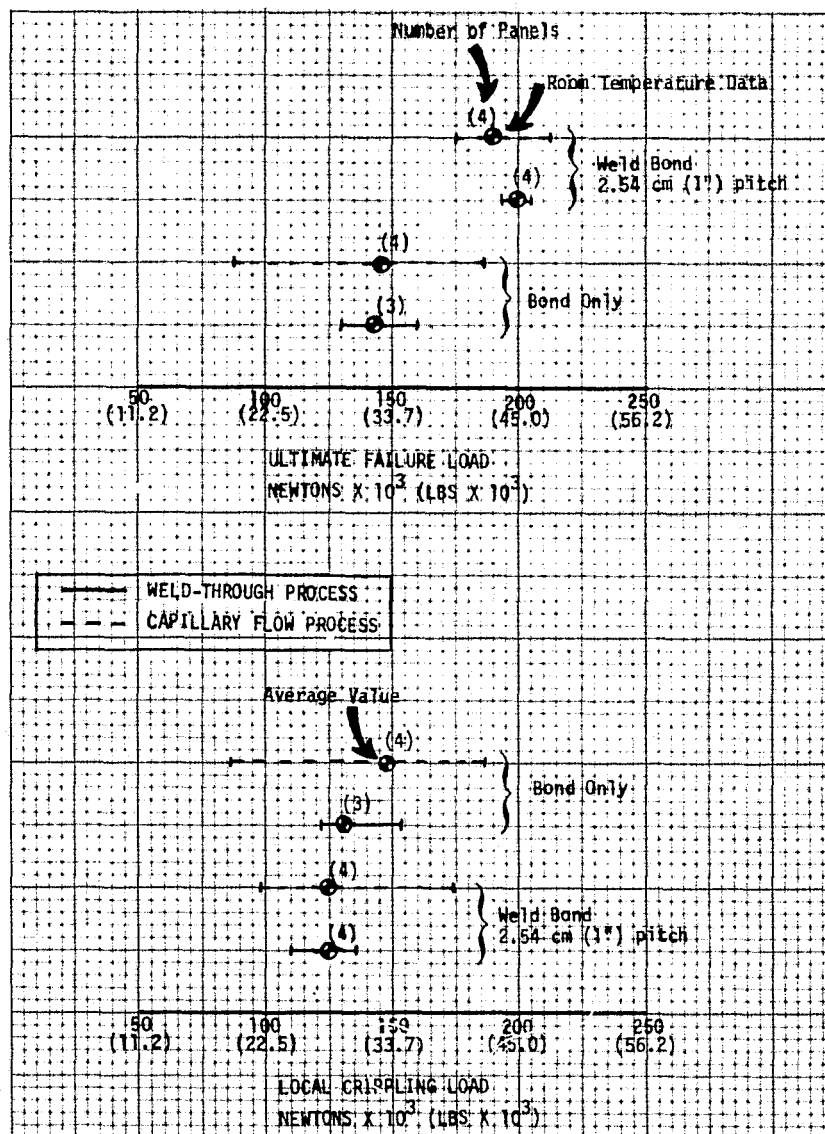 Number of Panels
Room Temperature Data
(4)
Weld Bond
2.54 cm (1") pitch
(4)
(4)
Bond Only
(3)
50 100 150 200 250
(11.2) (22.5) (33.7) (45.0) (56.2)
ULTIMATE FAILURE LOAD
NEWTONS X 10³ (LBS X 10³)
WELD-THROUGH PROCESS
CAPILLARY FLOW PROCESS
Average Value
(4)
Bond Only
(3)
(4)
Weld Bond
2.54 cm (1") pitch
(4)
50 100 150 200 250
(11.2) (22.5) (33.7) (45.0) (56.2)
LOCAL CRIPPLING LOAD
NEWTONS X 10³ (LBS X 10³)